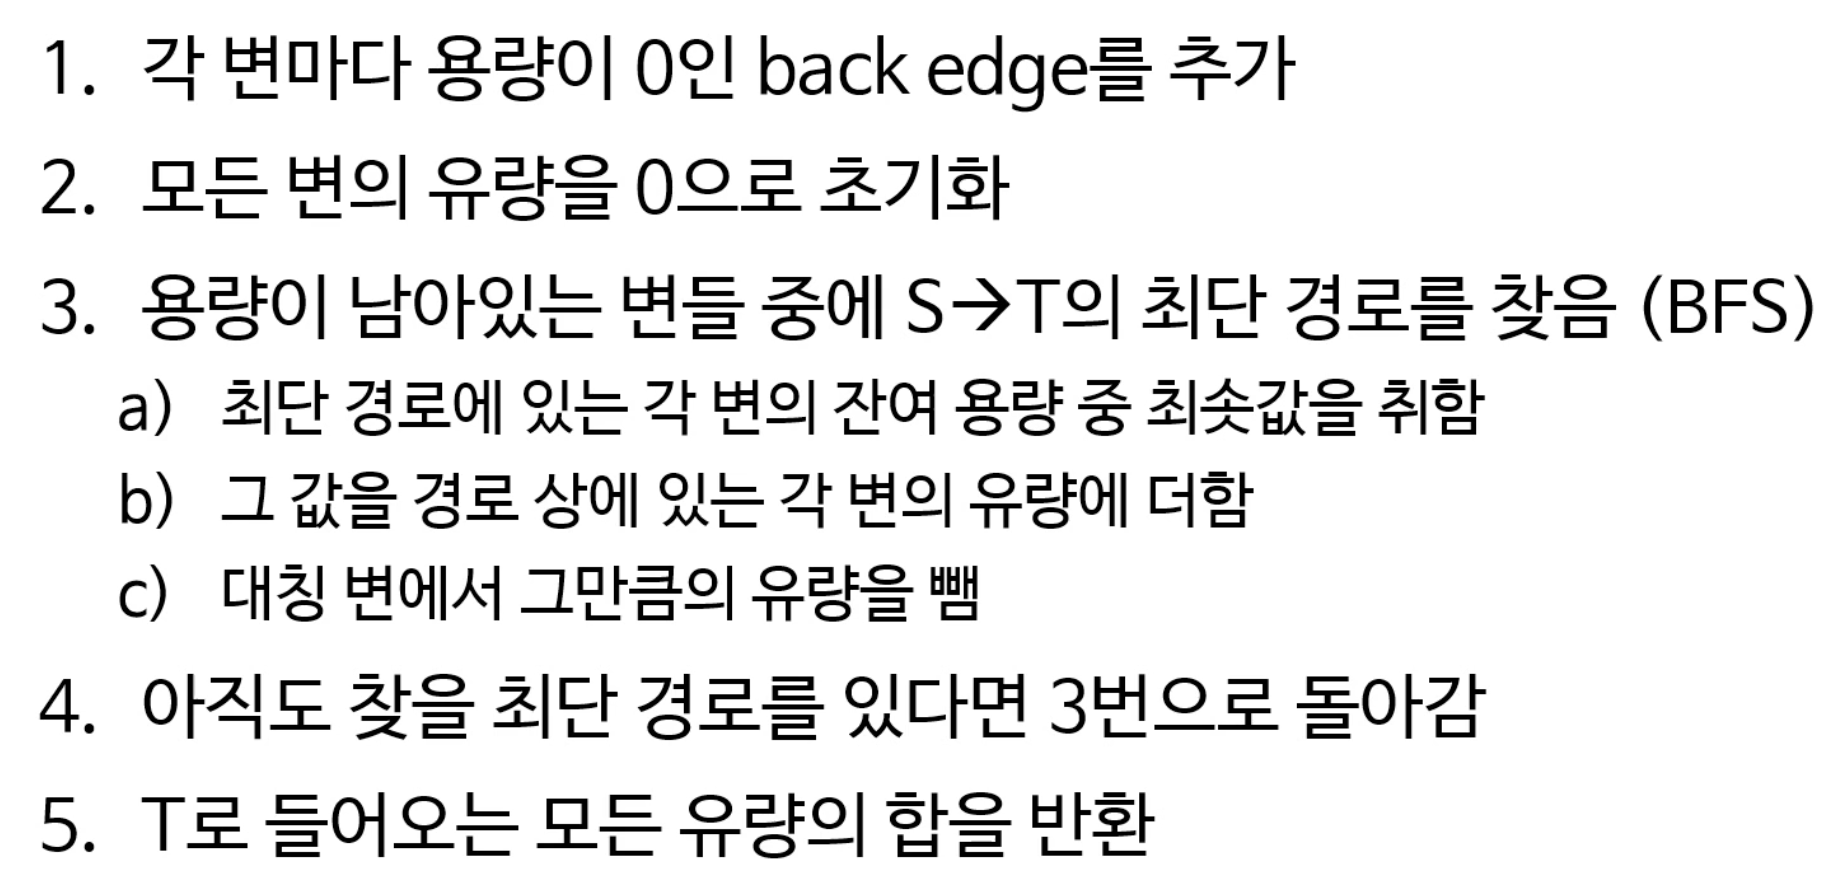 1. 각 변마다 용량이 0인 back edge를 추가
2. 모든 변의 유량을 0으로 초기화
3. 용량이 남아있는 변들 중에 S→T의 최단 경로를 찾음 (BFS)
a) 최단 경로에 있는 각 변의 잔여 용량 중 최솟값을 취함
b) 그 값을 경로 상에 있는 각 변의 유량에 더함
c) 대칭 변에서 그만큼의 유량을 뺌
4. 아직도 찾을 최단 경로를 있다면 3번으로 돌아감
5. T로 들어오는 모든 유량의 합을 반환